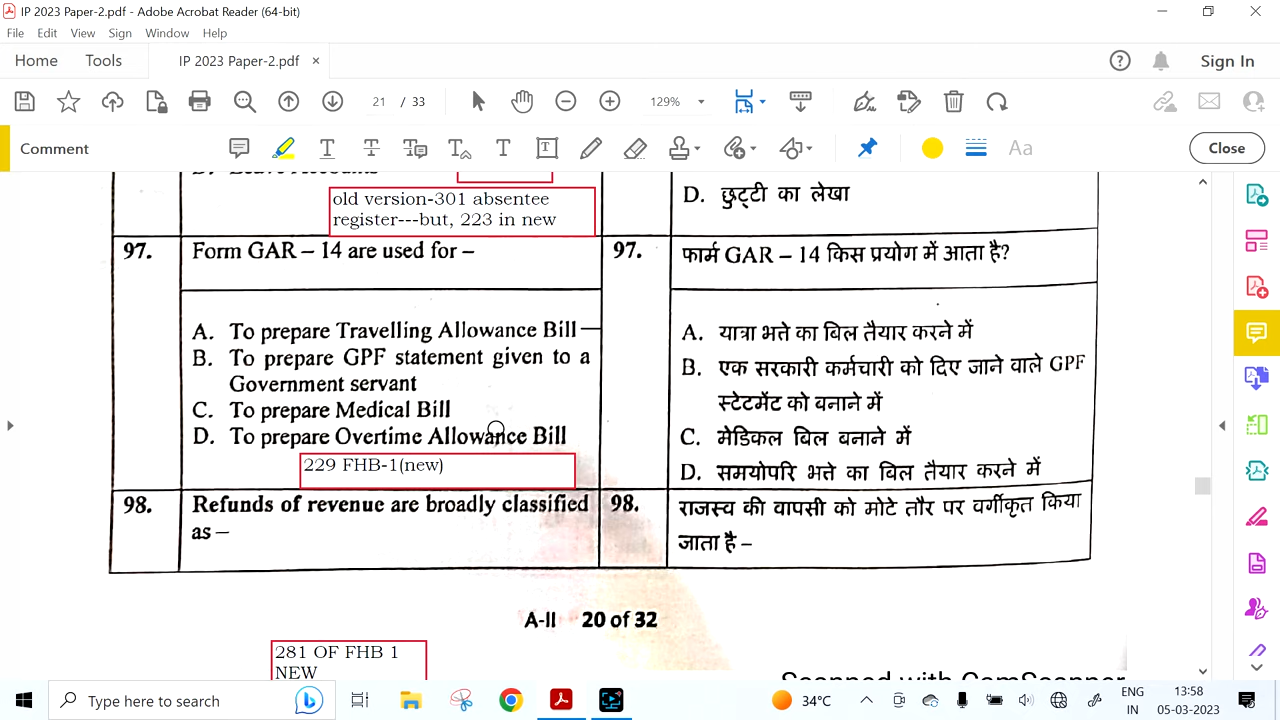 IP 2023 Paper-2.pdf - Adobe Acrobat Reader (64-bit)
File Edit View Sign Window Help
Home Tools IP 2023 Paper-2.pdf × Sign In
21 / 33 129%
Comment Aa Close
old version-301 absentee
register---but, 223 in new
D. छुट्टी का लेखा
97. Form GAR – 14 are used for – 97. फार्म GAR – 14 किस प्रयोग में आता है?
A. To prepare Travelling Allowance Bill
B. To prepare GPF statement given to a
Government servant
C. To prepare Medical Bill
D. To prepare Overtime Allowance Bill
A. यात्रा भत्ते का बिल तैयार करने में
B. एक सरकारी कर्मचारी को दिए जाने वाले GPF
स्टेटमेंट को बनाने में
C. मेडिकल बिल बनाने में
D. समयोपरि भत्ते का बिल तैयार करने में
229 FHB-1(new)
98. Refunds of revenue are broadly classified
as –
98. राजस्व की वापसी को मोटे तौर पर वर्गीकृत किया
जाता है –
A-II 20 of 32
281 OF FHB 1
NEW
Scanned with CamScanner
Type here to search
34°C ENG 13:58
IN 05-03-2023